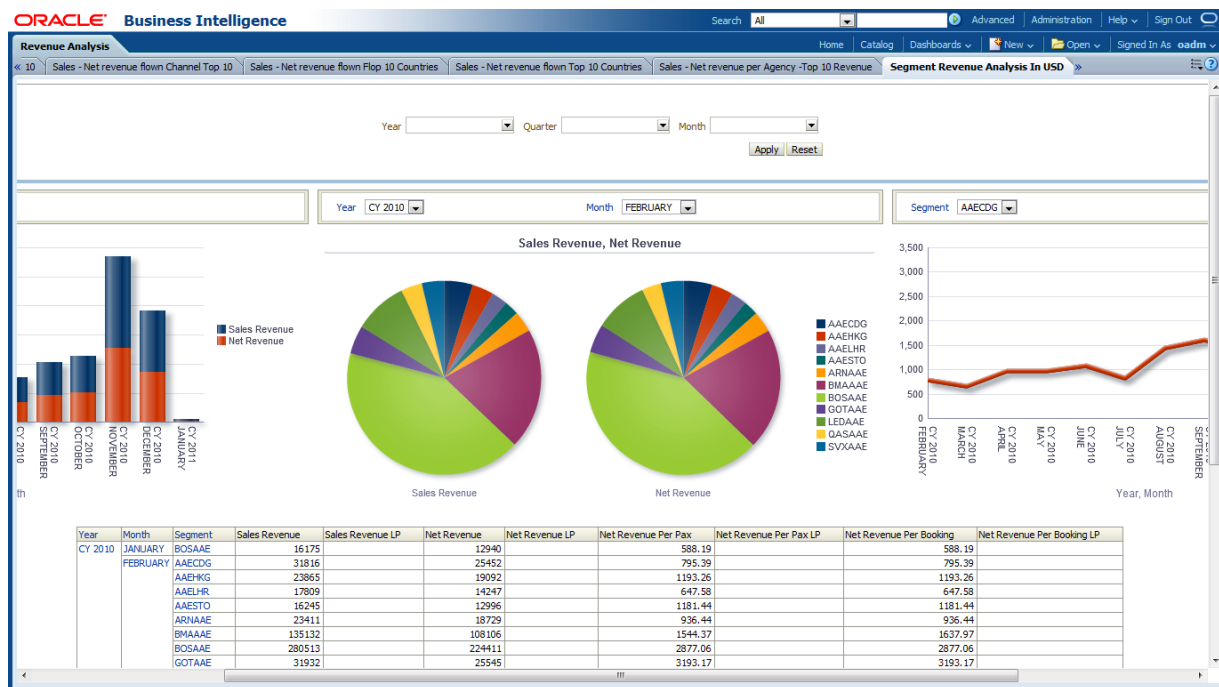 ORACLE Business Intelligence
Search All Advanced Administration Help Sign Out
Revenue Analysis
Home Catalog Dashboards New Open Signed In As oadm
« 10 Sales - Net revenue flown Channel Top 10 Sales - Net revenue flown Flop 10 Countries Sales - Net revenue flown Top 10 Countries Sales - Net revenue per Agency -Top 10 Revenue Segment Revenue Analysis In USD »
Year Quarter Month
Apply Reset
Year CY 2010 Month FEBRUARY
Segment AAECDG
Sales Revenue
Net Revenue
CY 2010
CY 2010 SEPTEMBER
CY 2010 OCTOBER
CY 2010 NOVEMBER
CY 2010 DECEMBER
CY 2011 JANUARY
th
Sales Revenue, Net Revenue
AAECDG
AAEHKG
AAELHR
AAESTO
ARNAAE
BMAAAE
BOSAAE
GOTAAE
LEDAAE
QASAAE
SVXAAE
Sales Revenue
Net Revenue
3,500
3,000
2,500
2,000
1,500
1,000
500
0
CY 2010 FEBRUARY
CY 2010 MARCH
CY 2010 APRIL
CY 2010 MAY
CY 2010 JUNE
CY 2010 JULY
CY 2010 AUGUST
SEPTEMBER
Year, Month
Year Month Segment Sales Revenue Sales Revenue LP Net Revenue Net Revenue LP Net Revenue Per Pax Net Revenue Per Pax LP Net Revenue Per Booking Net Revenue Per Booking LP
CY 2010 JANUARY BOSAAE 16175 12940 588.19 588.19
FEBRUARY AAECDG 31816 25452 795.39 795.39
AAEHKG 23865 19092 1193.26 1193.26
AAELHR 17809 14247 647.58 647.58
AAESTO 16245 12996 1181.44 1181.44
ARNAAE 23411 18729 936.44 936.44
BMAAAE 135132 108106 1544.37 1637.97
BOSAAE 280513 224411 2877.06 2877.06
GOTAAE 31932 25545 3193.17 3193.17